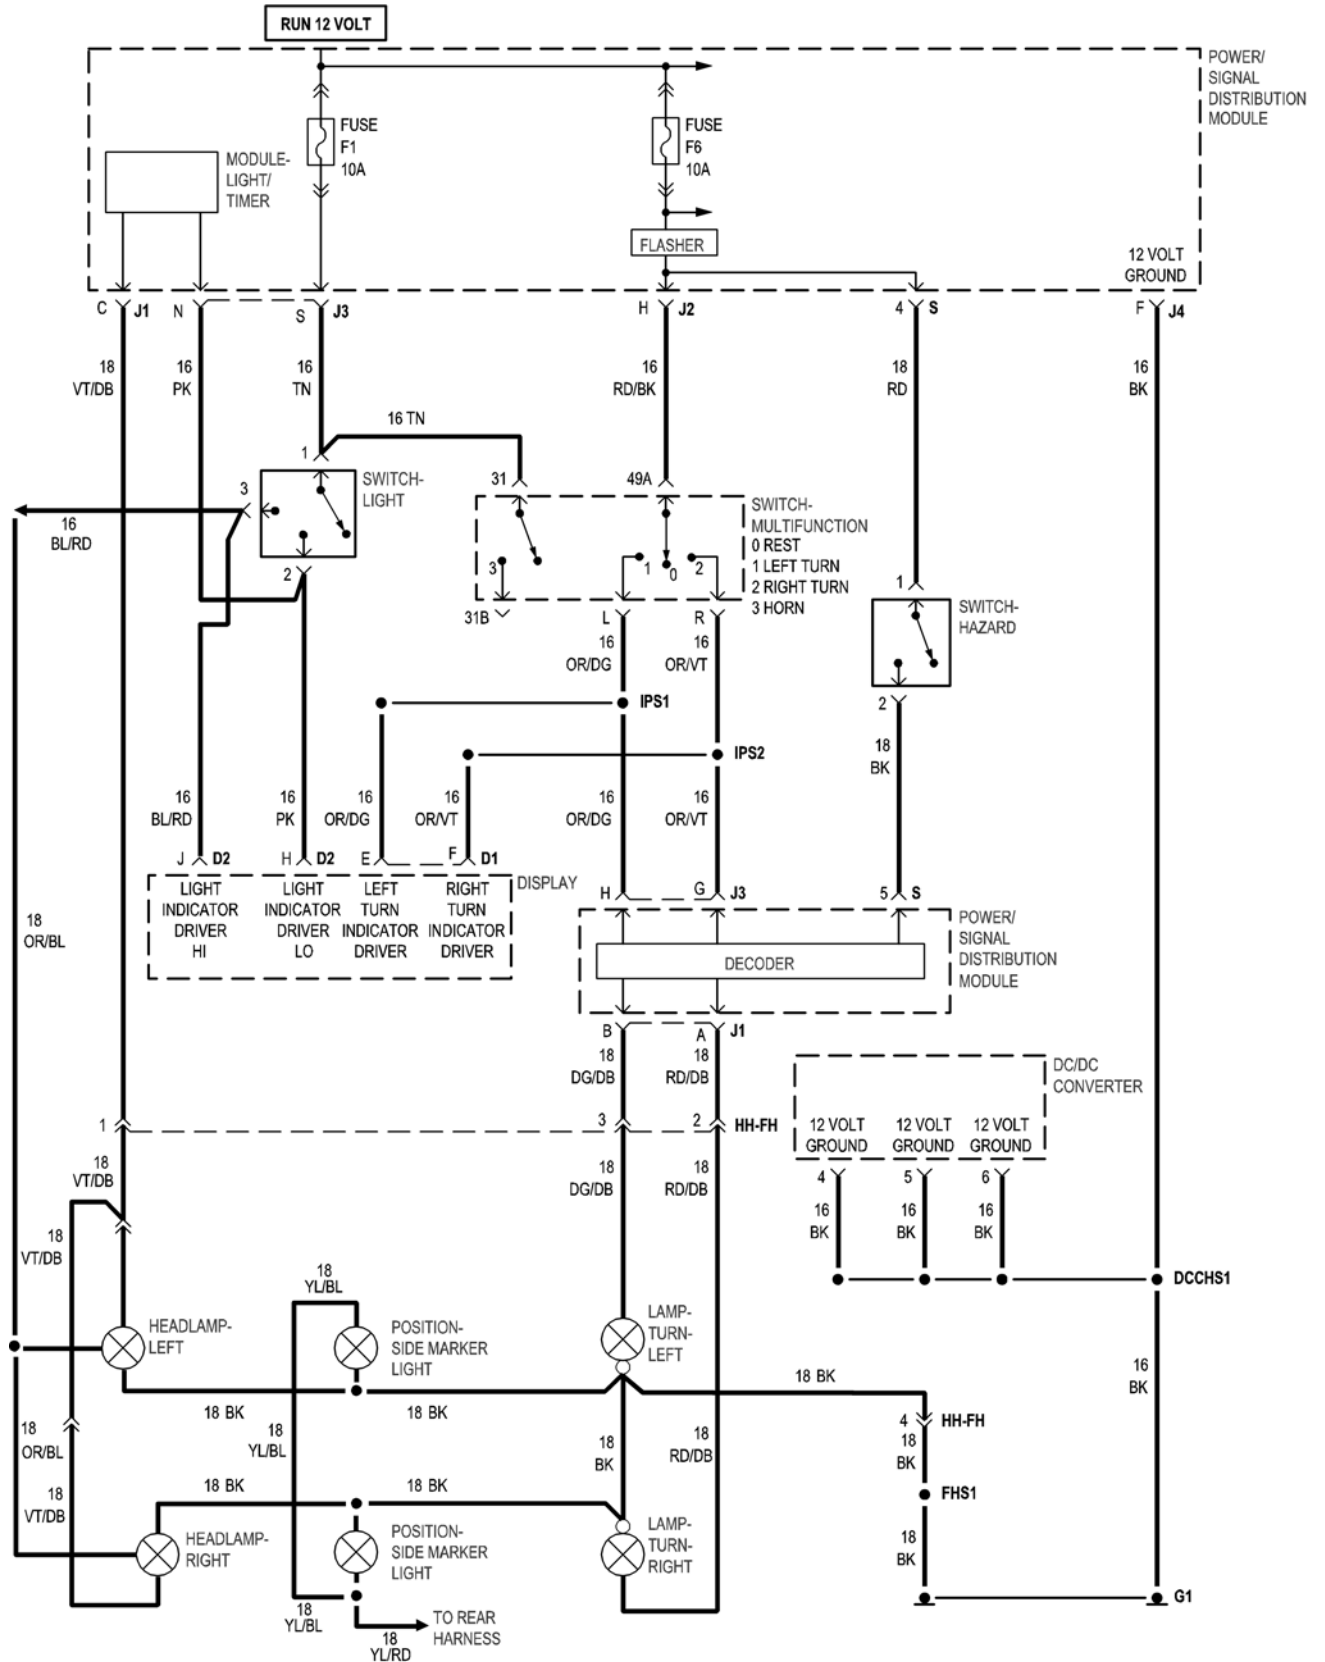 RUN 12 VOLT
POWER/
SIGNAL
DISTRIBUTION
MODULE
FUSE
F1
10A
FUSE
F6
10A
MODULE-
LIGHT/
TIMER
FLASHER
12 VOLT
GROUND
C J1 N S J3 H J2 4 S F J4
18
VT/DB
16
PK
16
TN
16
RD/BK
18
RD
16
BK
16 TN
1
SWITCH-
LIGHT
3
2
16
BL/RD
31
49A
SWITCH-
MULTIFUNCTION
0 REST
1 LEFT TURN
2 RIGHT TURN
3 HORN
3
1
0
2
31B
L
R
1
SWITCH-
HAZARD
2
16
OR/DG
16
OR/VT
IPS1
IPS2
18
BK
16
BL/RD
16
PK
16
OR/DG
16
OR/VT
16
OR/DG
16
OR/VT
J D2 H D2 E F D1
DISPLAY
LIGHT
INDICATOR
DRIVER
HI
LIGHT
INDICATOR
DRIVER
LO
LEFT
TURN
INDICATOR
DRIVER
RIGHT
TURN
INDICATOR
DRIVER
H G J3 5 S
POWER/
SIGNAL
DISTRIBUTION
MODULE
DECODER
18
OR/BL
B A J1
18
DG/DB
18
RD/DB
DC/DC
CONVERTER
12 VOLT
GROUND
12 VOLT
GROUND
12 VOLT
GROUND
1 3 2 HH-FH
4 5 6
18
VT/DB
18
DG/DB
18
RD/DB
16
BK
16
BK
16
BK
18
VT/DB
DCCHS1
18
YL/BL
HEADLAMP-
LEFT
POSITION-
SIDE MARKER
LIGHT
LAMP-
TURN-
LEFT
18 BK
16
BK
18 BK
18 BK
4 HH-FH
18
OR/BL
18
YL/BL
18
BK
18
RD/DB
18
BK
18
VT/DB
18 BK
18 BK
FHS1
HEADLAMP-
RIGHT
POSITION-
SIDE MARKER
LIGHT
LAMP-
TURN-
RIGHT
18
BK
G1
18
YL/BL
TO REAR
HARNESS
18
YL/RD